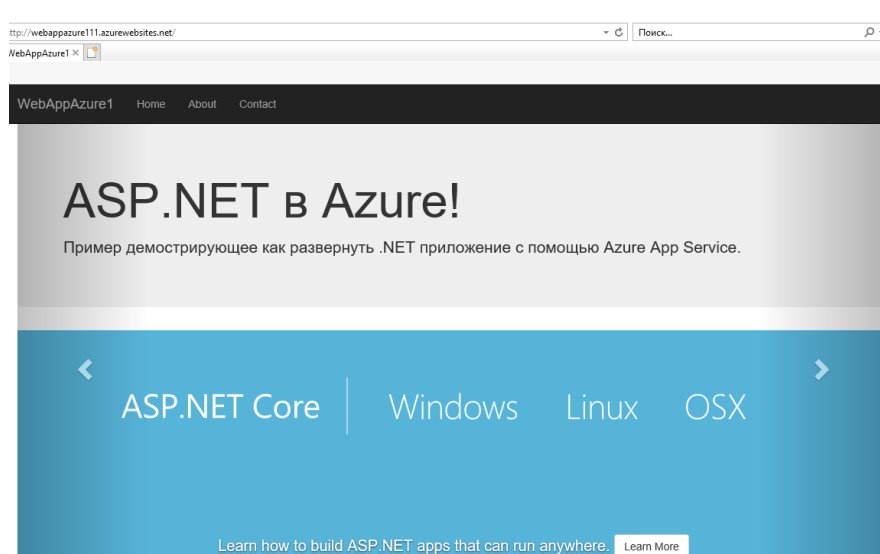 ttp://webappazure111.azurewebsites.net/
Поиск...
WebAppAzure1
WebAppAzure1 Home About Contact
ASP.NET в Azure!
Пример демострирующее как развернуть .NET приложение с помощью Azure App Service.
ASP.NET Core Windows Linux OSX
Learn how to build ASP.NET apps that can run anywhere. Learn More